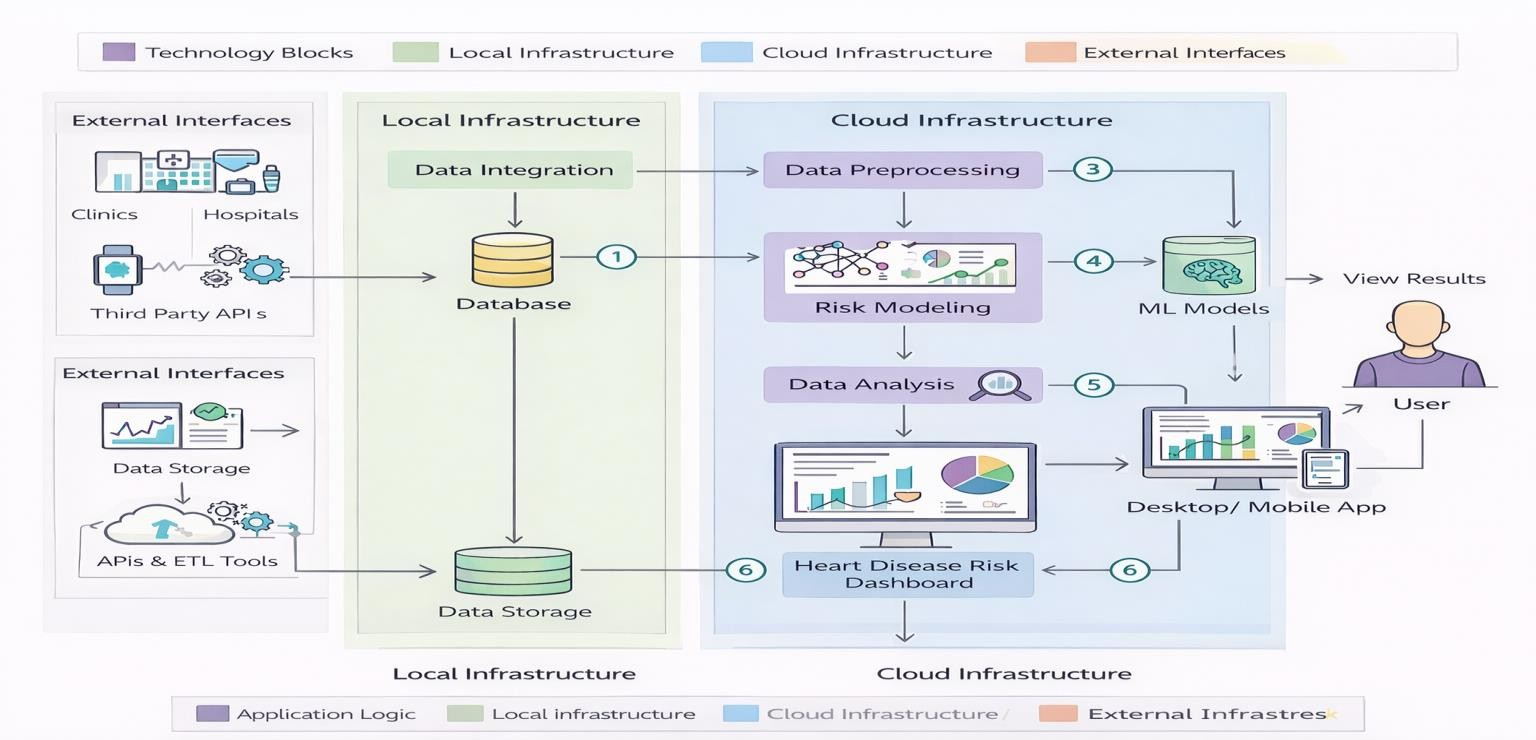 Technology Blocks
Local Infrastructure
Cloud Infrastructure
External Interfaces
External Interfaces
Clinics
Hospitals
Third Party API s
External Interfaces
Data Storage
APis & ETL Tools
Local Infrastructure
Data Integration
1
Database
Data Storage
Cloud Infrastructure
Data Preprocessing
3
Risk Modeling
4
ML Models
Data Analysis
5
6
Heart Disease Risk
Dashboard
6
View Results
User
Desktop/ Mobile App
Local Infrastructure
Cloud Infrastructure
Application Logic
Local infrastructure
Cloud Infrastructure /
External Infrastresk